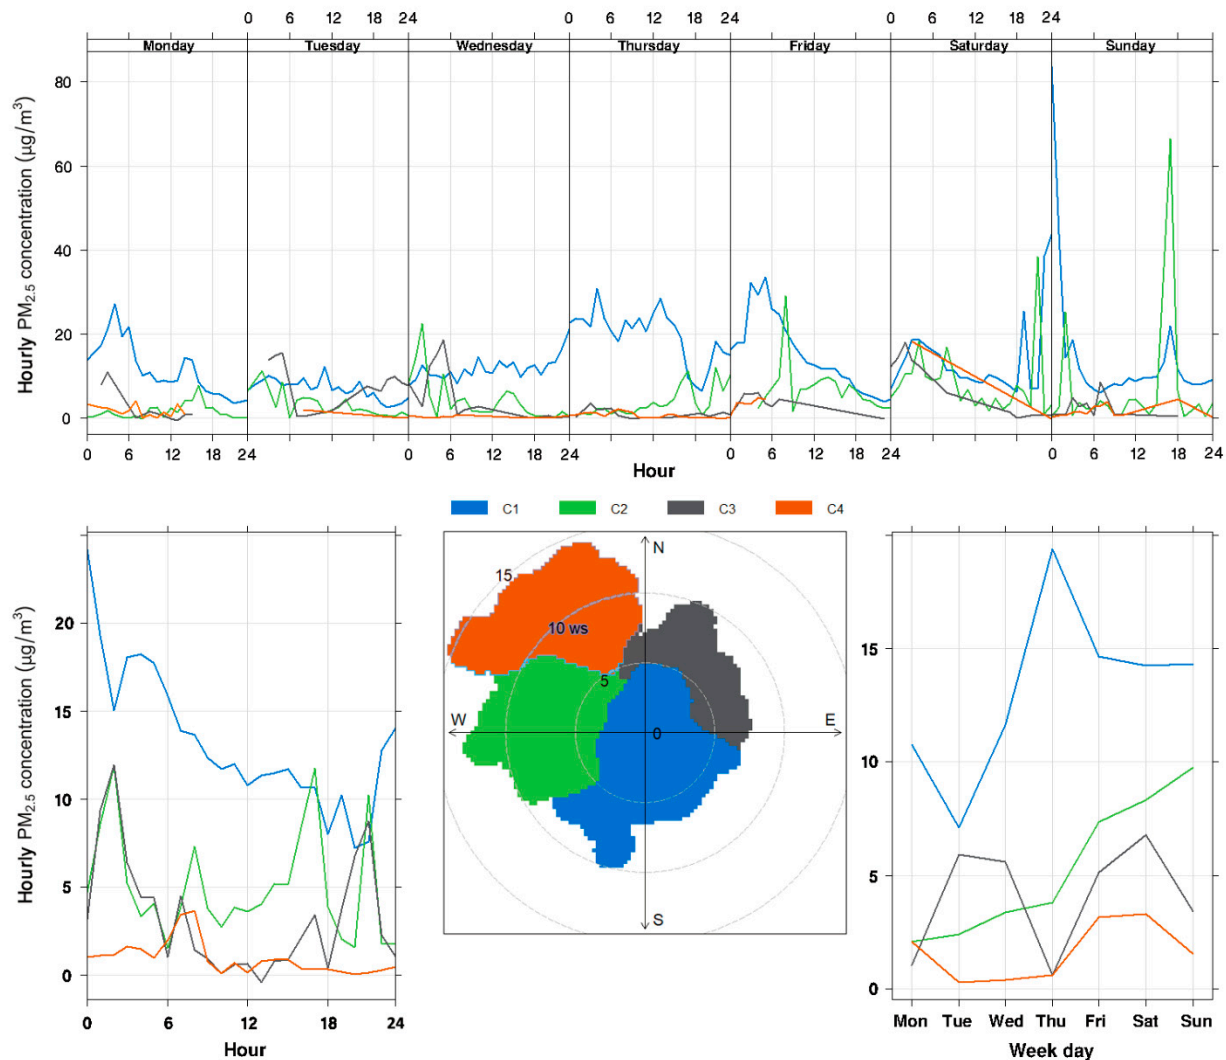 0 6 12 18 24 0 6 12 18 24 0 6 12 18 24
Monday Tuesday Wednesday Thursday Friday Saturday Sunday
Hourly PM2.5 concentration (µg/m³)
80
60
40
20
0
0 6 12 18 24 0 6 12 18 24 0 6 12 18 24 0 6 12 18 24
Hour
C1 C2 C3 C4
Hourly PM2.5 concentration (µg/m³)
20
15
10
5
0
0 6 12 18 24
Hour
N
15
10 ws
5
W 0 E
S
15
10
5
0
Mon Tue Wed Thu Fri Sat Sun
Week day